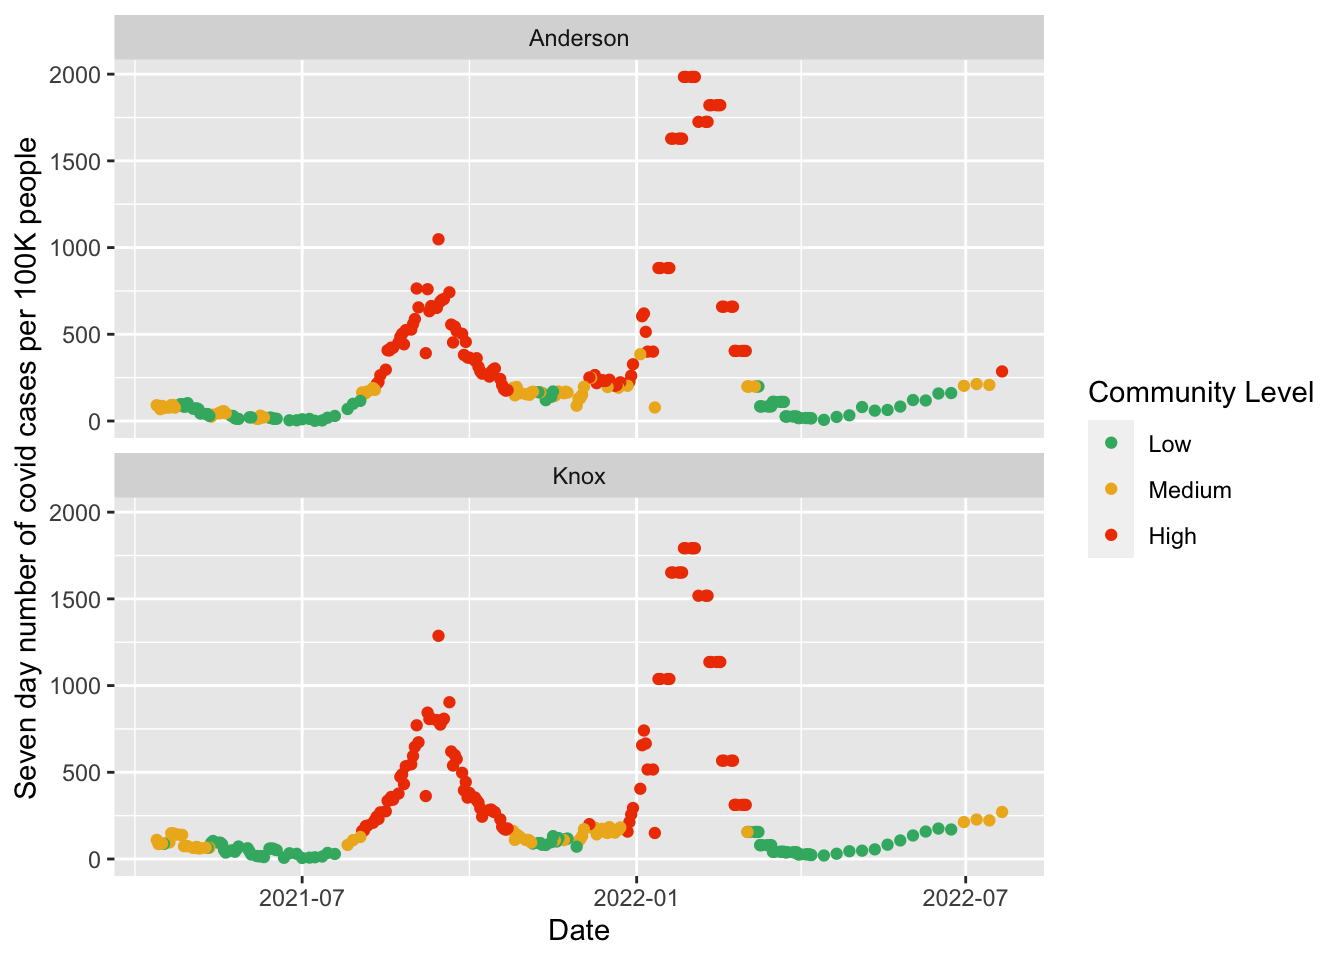 Anderson
2000
1500
1000
500
0
Knox
2000
1500
1000
500
0
2021-07
2022-01
2022-07
Date
Seven day number of covid cases per 100K people
Community Level
Low
Medium
High